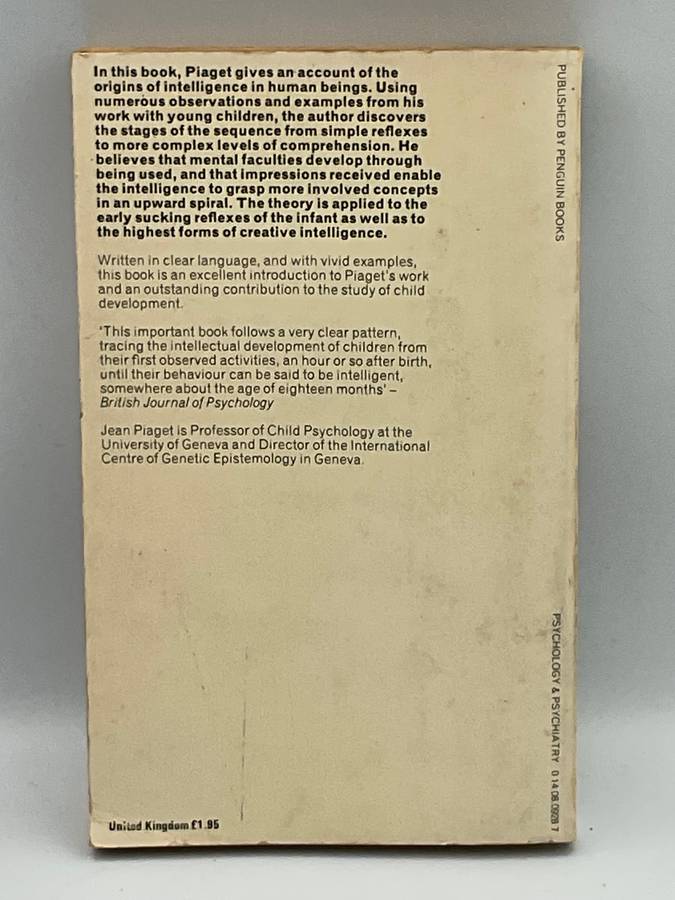 In this book, Piaget gives an account of the
origins of intelligence in human beings. Using
numerous observations and examples from his
work with young children, the author discovers
the stages of the sequence from simple reflexes
to more complex levels of comprehension. He
believes that mental faculties develop through
being used, and that impressions received enable
the intelligence to grasp more involved concepts
in an upward spiral. The theory is applied to the
early sucking reflexes of the infant as well as to
the highest forms of creative intelligence.
Written in clear language, and with vivid examples,
this book is an excellent introduction to Piaget's work
and an outstanding contribution to the study of child
development.
'This important book follows a very clear pattern,
tracing the intellectual development of children from
their first observed activities, an hour or so after birth,
until their behaviour can be said to be intelligent,
somewhere about the age of eighteen months' –
British Journal of Psychology
Jean Piaget is Professor of Child Psychology at the
University of Geneva and Director of the International
Centre of Genetic Epistemology in Geneva.
United Kingdom £1.95
PUBLISHED BY PENGUIN BOOKS
PSYCHOLOGY & PSYCHIATRY 0 14 08.0928 7